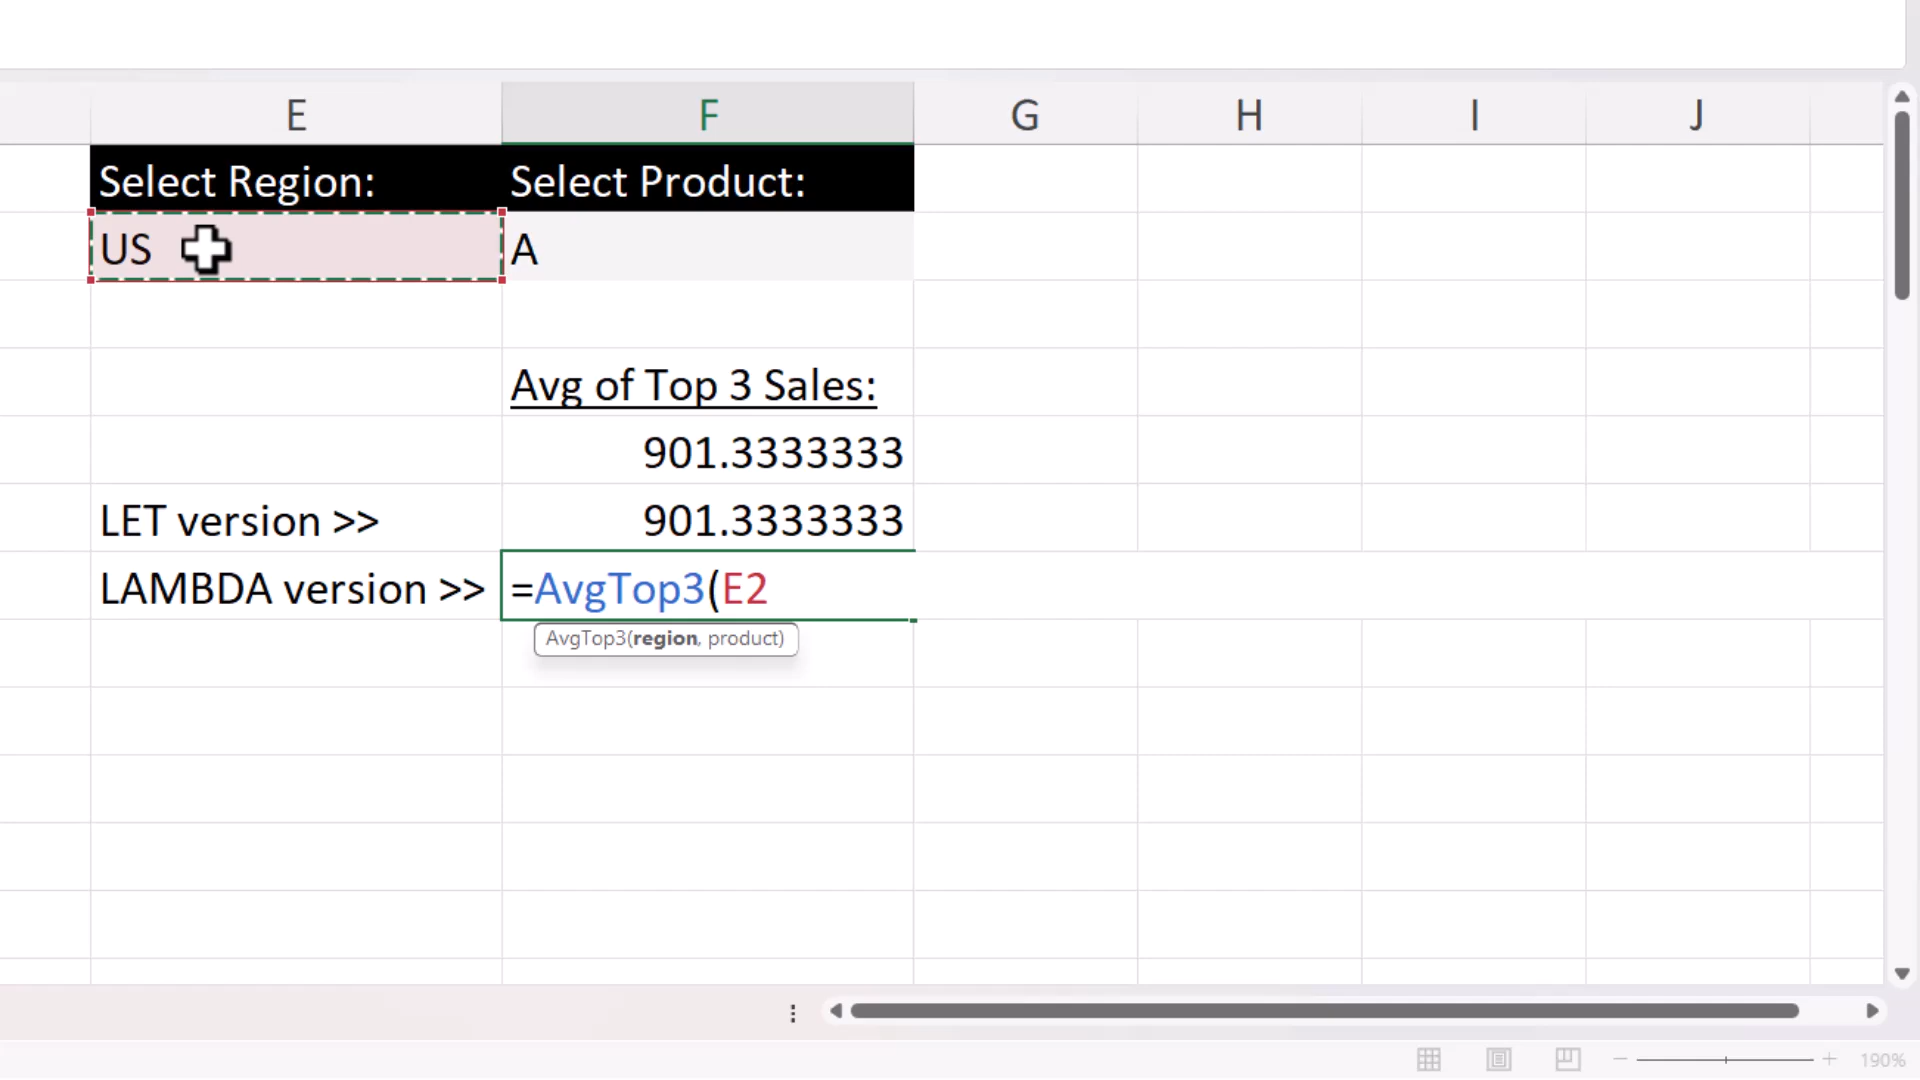 E F G H I J
Select Region: Select Product:
US A
Avg of Top 3 Sales:
901.3333333
LET version >> 901.3333333
LAMBDA version >> =AvgTop3(E2
AvgTop3(region, product)
190%